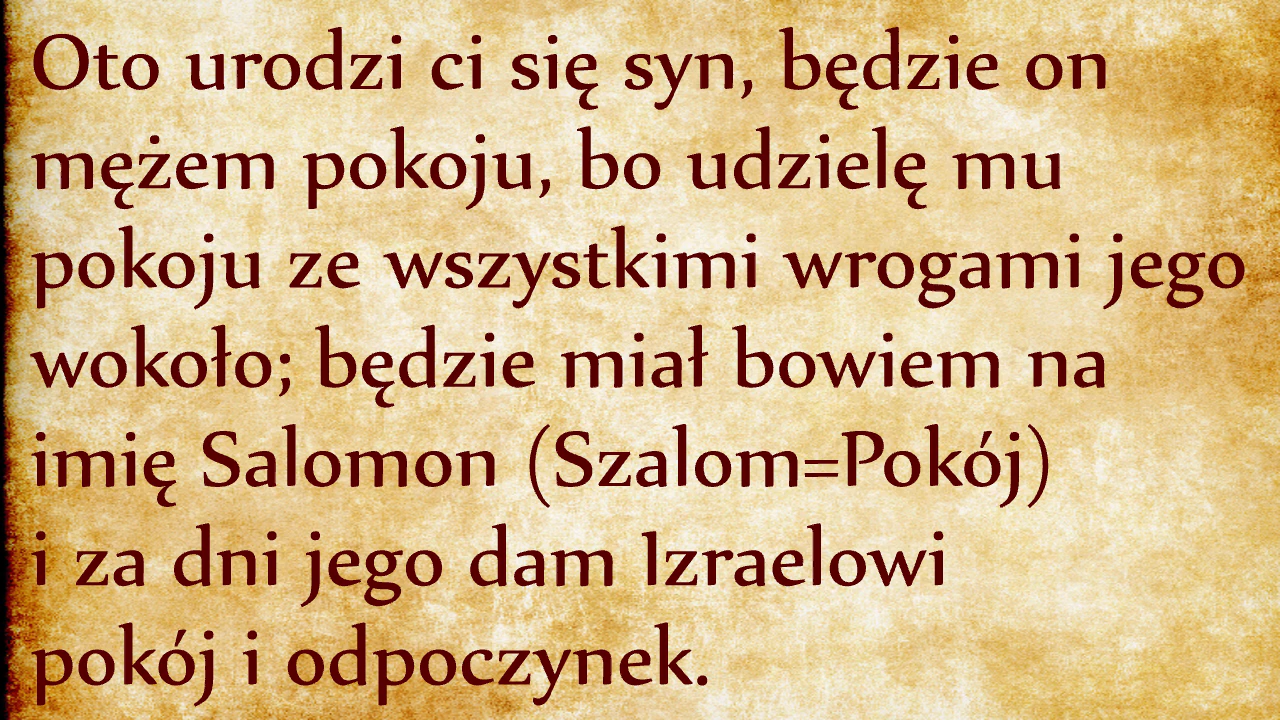 Oto urodzi ci się syn, będzie on
mężem pokoju, bo udzielę mu
pokoju ze wszystkimi wrogami jego
wokoło; będzie miał bowiem na
imię Salomon (Szalom=Pokój)
i za dni jego dam Izraelowi
pokój i odpoczynek.